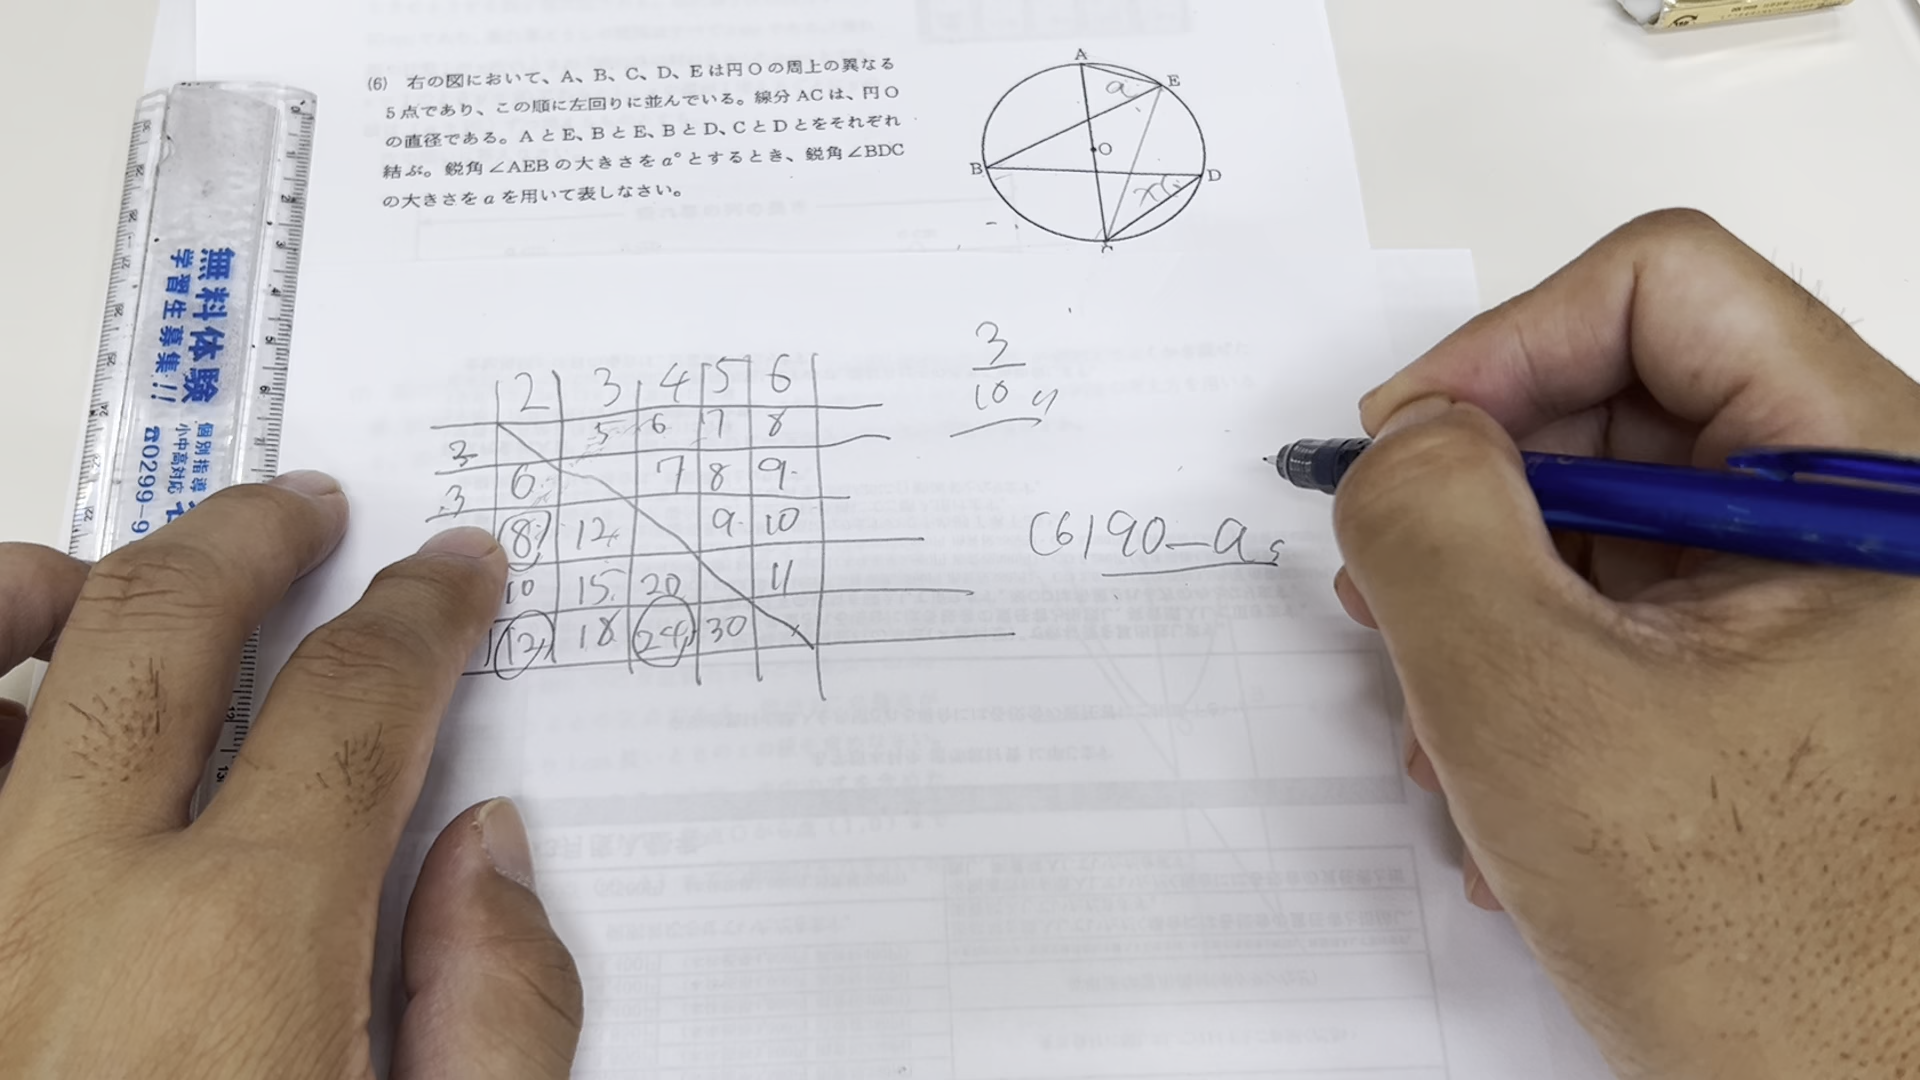 (6) 右の図において、A、B、C、D、Eは円Oの周上の異なる
5点であり、この順に左回りに並んでいる。線分ACは、円O
の直径である。AとE、BとE、BとD、CとDとをそれぞれ
結ぶ。鋭角∠AEBの大きさをa°とするとき、鋭角∠BDC
の大きさをaを用いて表しなさい。
A
E
a
O
B
D
x
C
無料体験
学習生募集!!
個別指導
小中高対応
☎0299-9
2 3 4 5 6
3 5 6 7 8
3 6 7 8 9
8 12 9 10
10 15 20 11
12 18 24 30
3
10
(6) 90-a